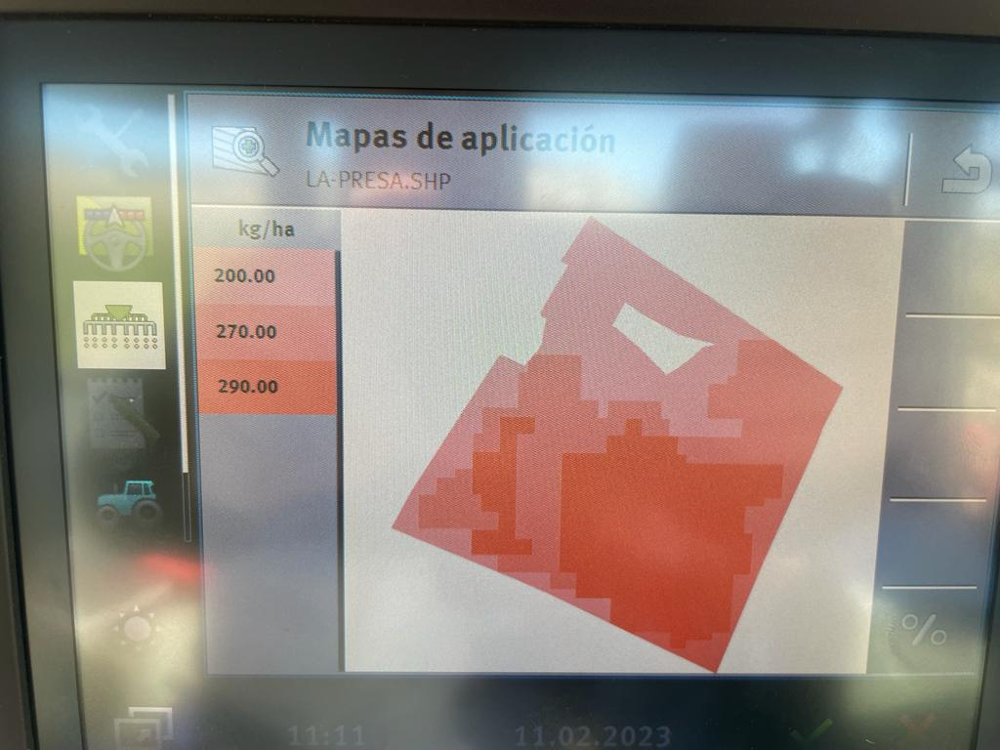 Mapas de aplicación
LA-PRESA.SHP
kg/ha
200.00
270.00
290.00
%
11:11
11.02.2023